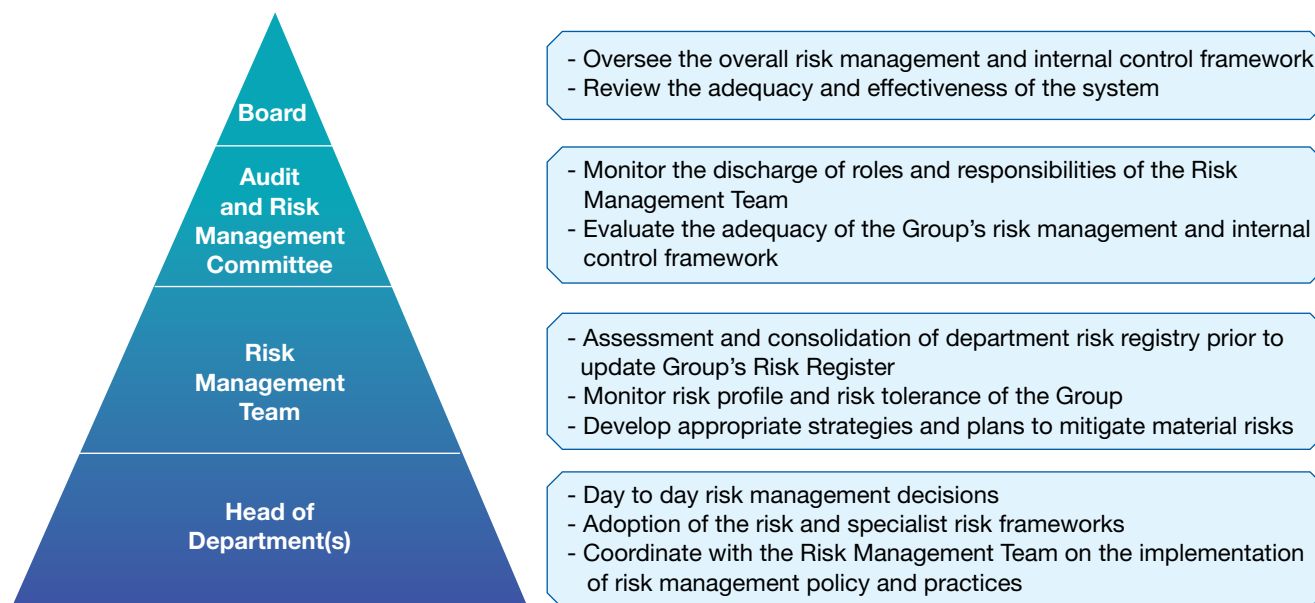 Board
- Oversee the overall risk management and internal control framework
- Review the adequacy and effectiveness of the system
Audit
and Risk
Management
Committee
- Monitor the discharge of roles and responsibilities of the Risk
Management Team
- Evaluate the adequacy of the Group's risk management and internal
control framework
Risk
Management
Team
- Assessment and consolidation of department risk registry prior to
update Group's Risk Register
- Monitor risk profile and risk tolerance of the Group
- Develop appropriate strategies and plans to mitigate material risks
Head of
Department(s)
- Day to day risk management decisions
- Adoption of the risk and specialist risk frameworks
- Coordinate with the Risk Management Team on the implementation
of risk management policy and practices